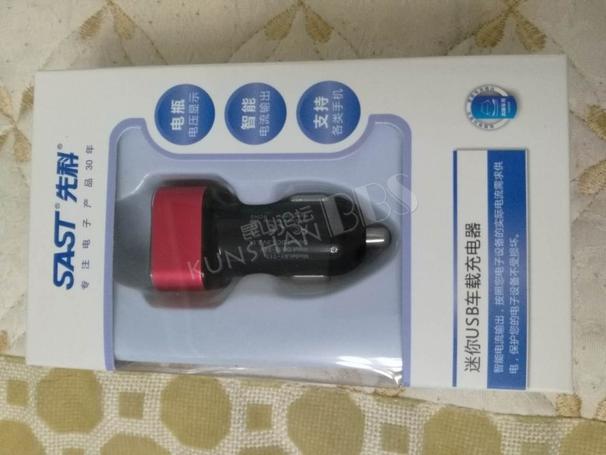 SAST®先科®
专注电子产品30年
电瓶
电压显示
智能
电流输出
支持
各类手机
昆山论坛
KUNSHAN BBS
迷你USB车载充电器
智能电流输出，按照您电子设备的实际电流需求供
电，保护您的电子设备不受损坏。